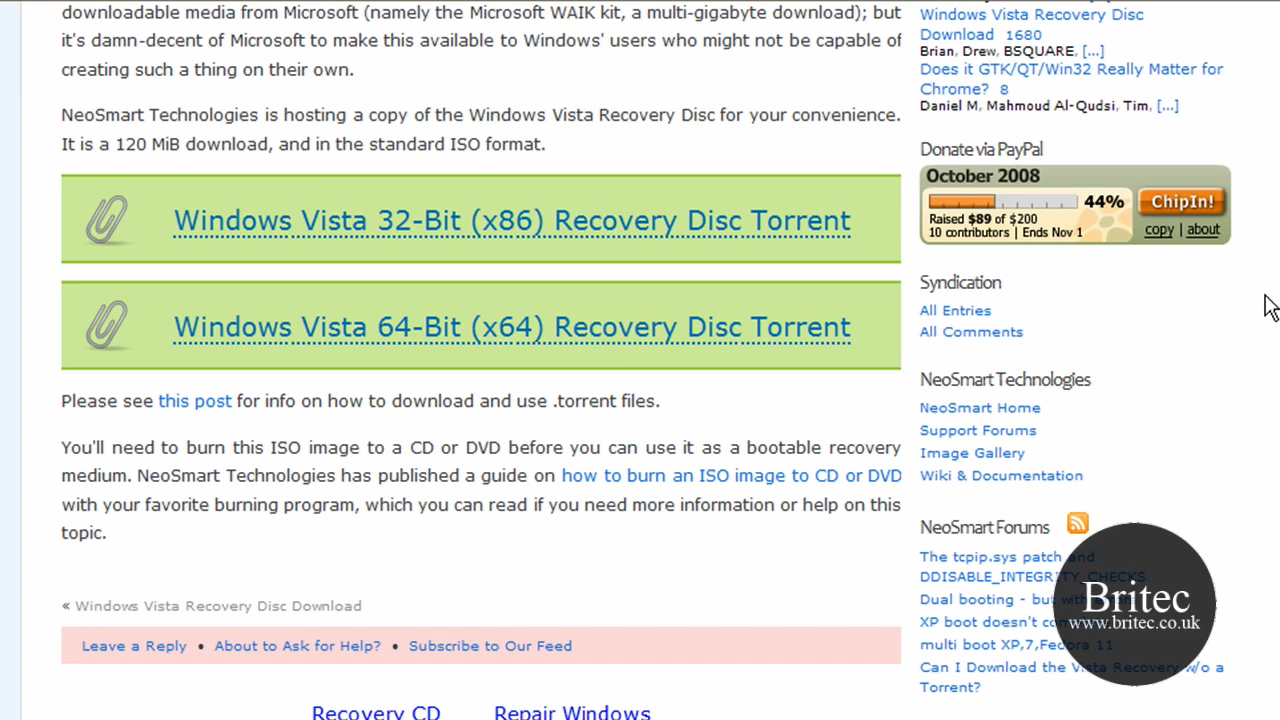 downloadable media from Microsoft (namely the Microsoft WAIK kit, a multi-gigabyte download); but
it's damn-decent of Microsoft to make this available to Windows' users who might not be capable of
creating such a thing on their own.
NeoSmart Technologies is hosting a copy of the Windows Vista Recovery Disc for your convenience.
It is a 120 MiB download, and in the standard ISO format.
Windows Vista 32-Bit (x86) Recovery Disc Torrent
Windows Vista 64-Bit (x64) Recovery Disc Torrent
Please see this post for info on how to download and use .torrent files.
You'll need to burn this ISO image to a CD or DVD before you can use it as a bootable recovery
medium. NeoSmart Technologies has published a guide on how to burn an ISO image to CD or DVD
with your favorite burning program, which you can read if you need more information or help on this
topic.
« Windows Vista Recovery Disc Download
Leave a Reply • About to Ask for Help? • Subscribe to Our Feed
Recovery CD Repair Windows
Windows Vista Recovery Disc
Download 1680
Brian, Drew, BSQUARE, [...]
Does it GTK/QT/Win32 Really Matter for
Chrome? 8
Daniel M, Mahmoud Al-Qudsi, Tim, [...]
Donate via PayPal
October 2008
44%
ChipIn!
Raised $89 of $200
10 contributors | Ends Nov 1
copy | about
Syndication
All Entries
All Comments
NeoSmart Technologies
NeoSmart Home
Support Forums
Image Gallery
Wiki & Documentation
NeoSmart Forums
The tcpip.sys patch and
DDISABLE_INTEGRITY_CHECKS
Dual booting - but with
XP boot doesn't
multi boot XP,7,Fedora 11
Can I Download the Vista Recovery w/o a
Torrent?
Britec
www.britec.co.uk